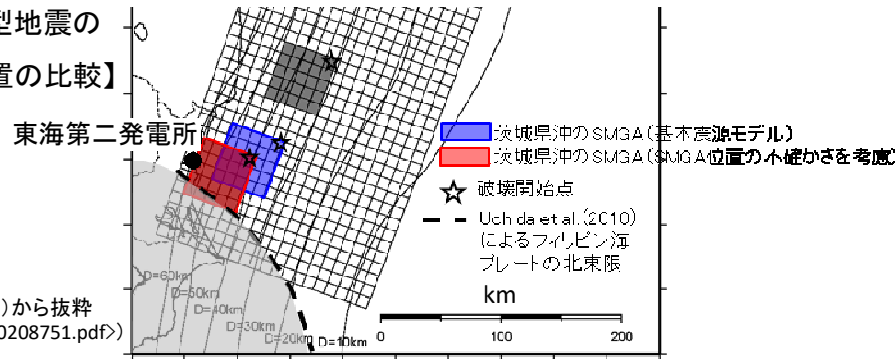 型地震の
置の比較】
東海第二発電所
茨城県沖のSMGA(基本震源モデル)
茨城県沖のSMGA(SMGA位置の不確かさを考慮)
破壊開始点
Uchida et al.(2010)
によるフィリピン海
プレートの北東限
D=60km
D=50km
D=40km
D=30km
D=20km
D=10km
km
0 100 200
)から抜粋
0208751.pdf>)